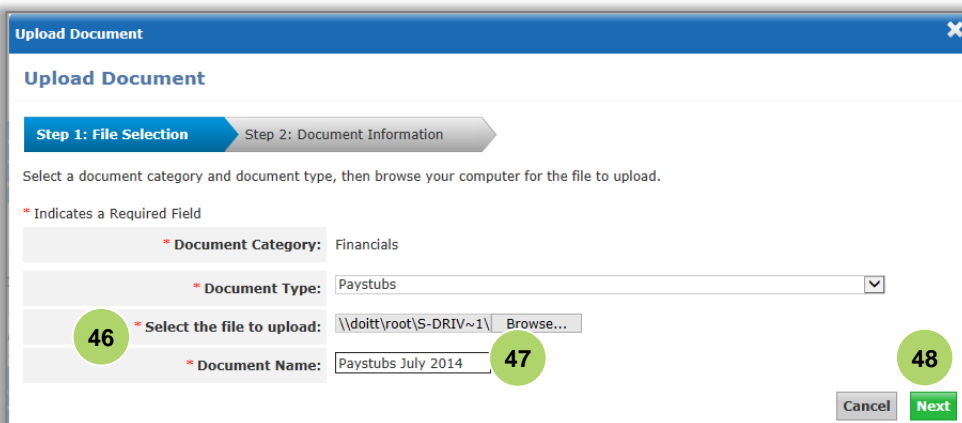 Upload Document
Upload Document
Step 1: File Selection Step 2: Document Information
Select a document category and document type, then browse your computer for the file to upload.
* Indicates a Required Field
* Document Category: Financials
* Document Type: Paystubs
46 * Select the file to upload: \\doitt\root\S-DRIV~1\ Browse...
* Document Name: Paystubs July 2014 47
48
Cancel Next